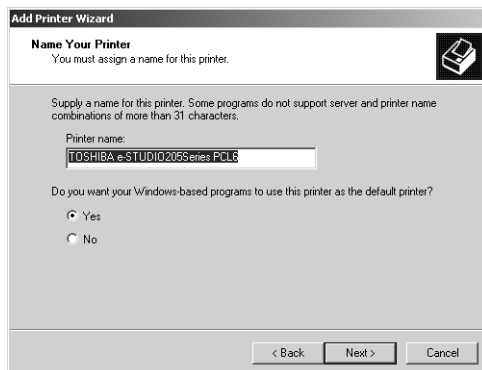 Add Printer Wizard
Name Your Printer
You must assign a name for this printer.
Supply a name for this printer. Some programs do not support server and printer name
combinations of more than 31 characters.
Printer name:
TOSHIBA e-STUDIO205Series PCL6
Do you want your Windows-based programs to use this printer as the default printer?
Yes
No
< Back
Next >
Cancel